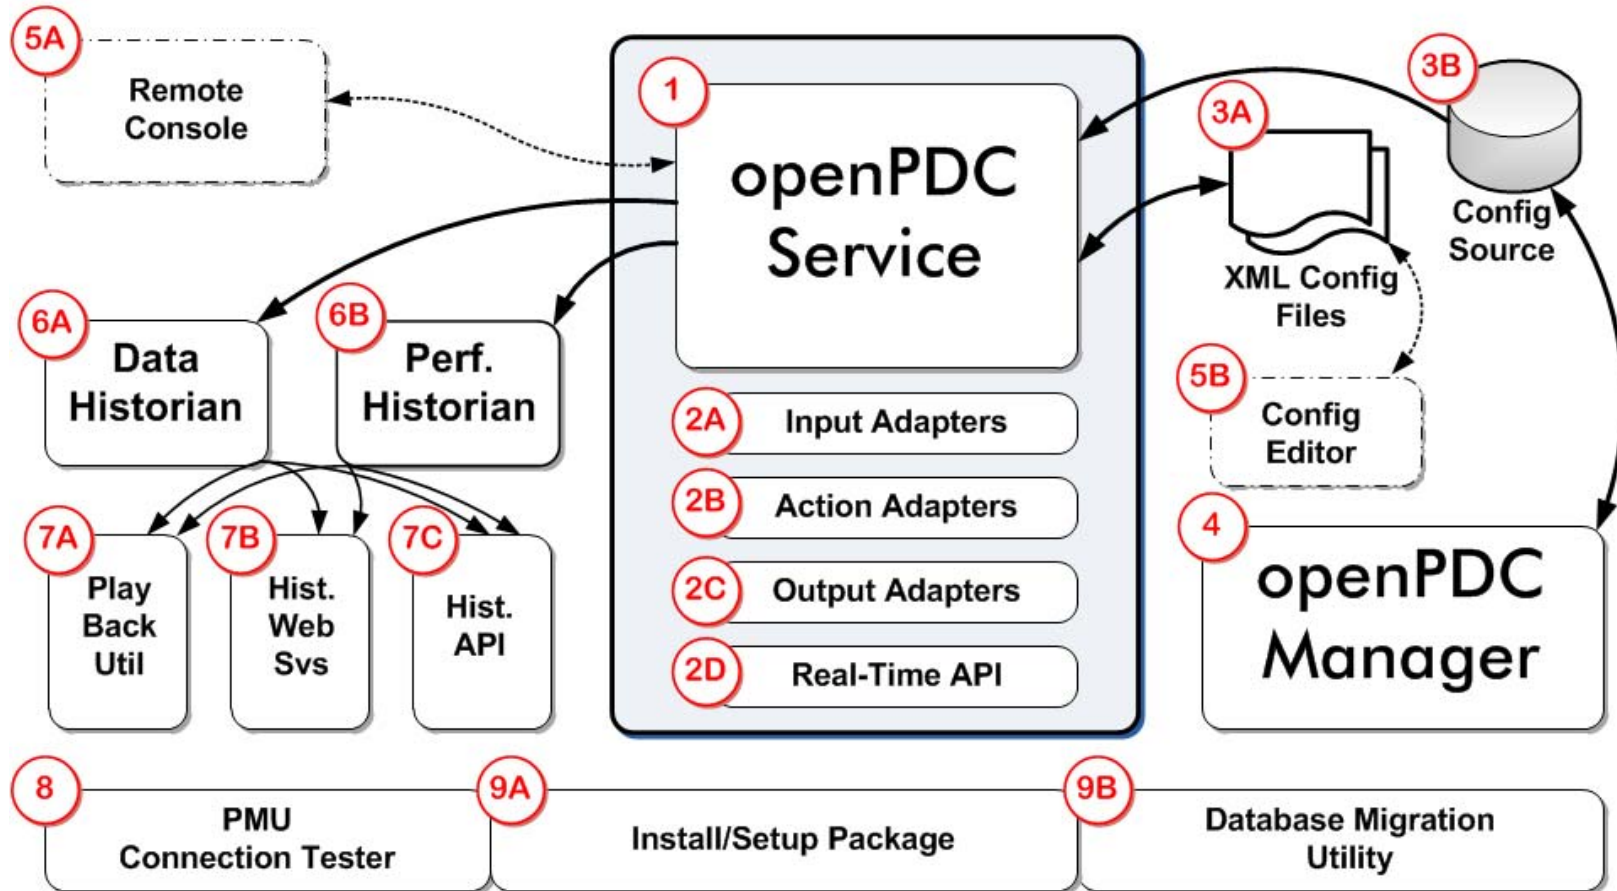 5A
Remote
Console
1
openPDC
Service
3A
XML Config
Files
3B
Config
Source
6A
Data
Historian
6B
Perf.
Historian
2A
Input Adapters
2B
Action Adapters
2C
Output Adapters
2D
Real-Time API
5B
Config
Editor
4
openPDC
Manager
7A
Play
Back
Util
7B
Hist.
Web
Svs
7C
Hist.
API
8
PMU
Connection Tester
9A
Install/Setup Package
9B
Database Migration
Utility